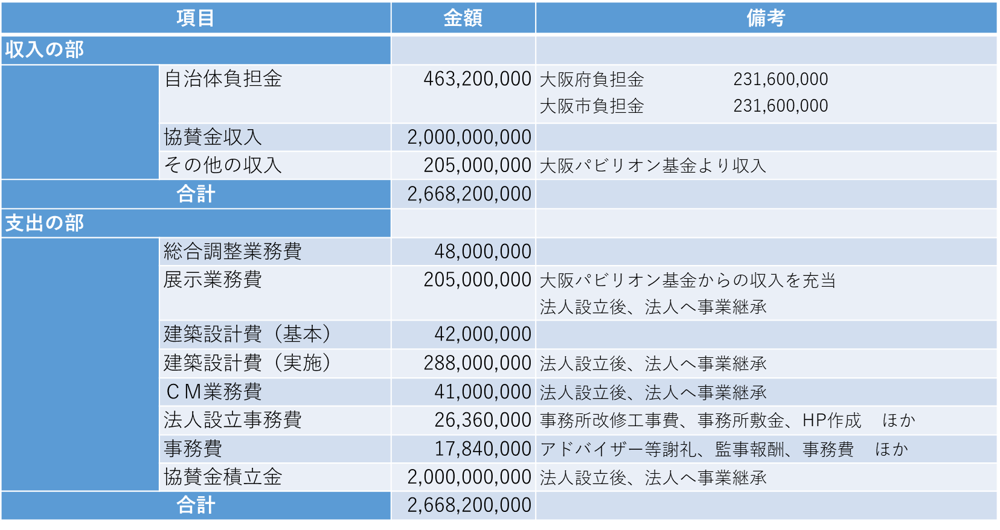 項目 金額 備考
収入の部
自治体負担金 463,200,000 大阪府負担金 231,600,000
大阪市負担金 231,600,000
協賛金収入 2,000,000,000
その他の収入 205,000,000 大阪パビリオン基金より収入
合計 2,668,200,000
支出の部
総合調整業務費 48,000,000
展示業務費 205,000,000 大阪パビリオン基金からの収入を充当
法人設立後、法人へ事業継承
建築設計費（基本） 42,000,000
建築設計費（実施） 288,000,000 法人設立後、法人へ事業継承
ＣＭ業務費 41,000,000 法人設立後、法人へ事業継承
法人設立事務費 26,360,000 事務所改修工事費、事務所敷金、HP作成　ほか
事務費 17,840,000 アドバイザー等謝礼、監事報酬、事務費　ほか
協賛金積立金 2,000,000,000 法人設立後、法人へ事業継承
合計 2,668,200,000